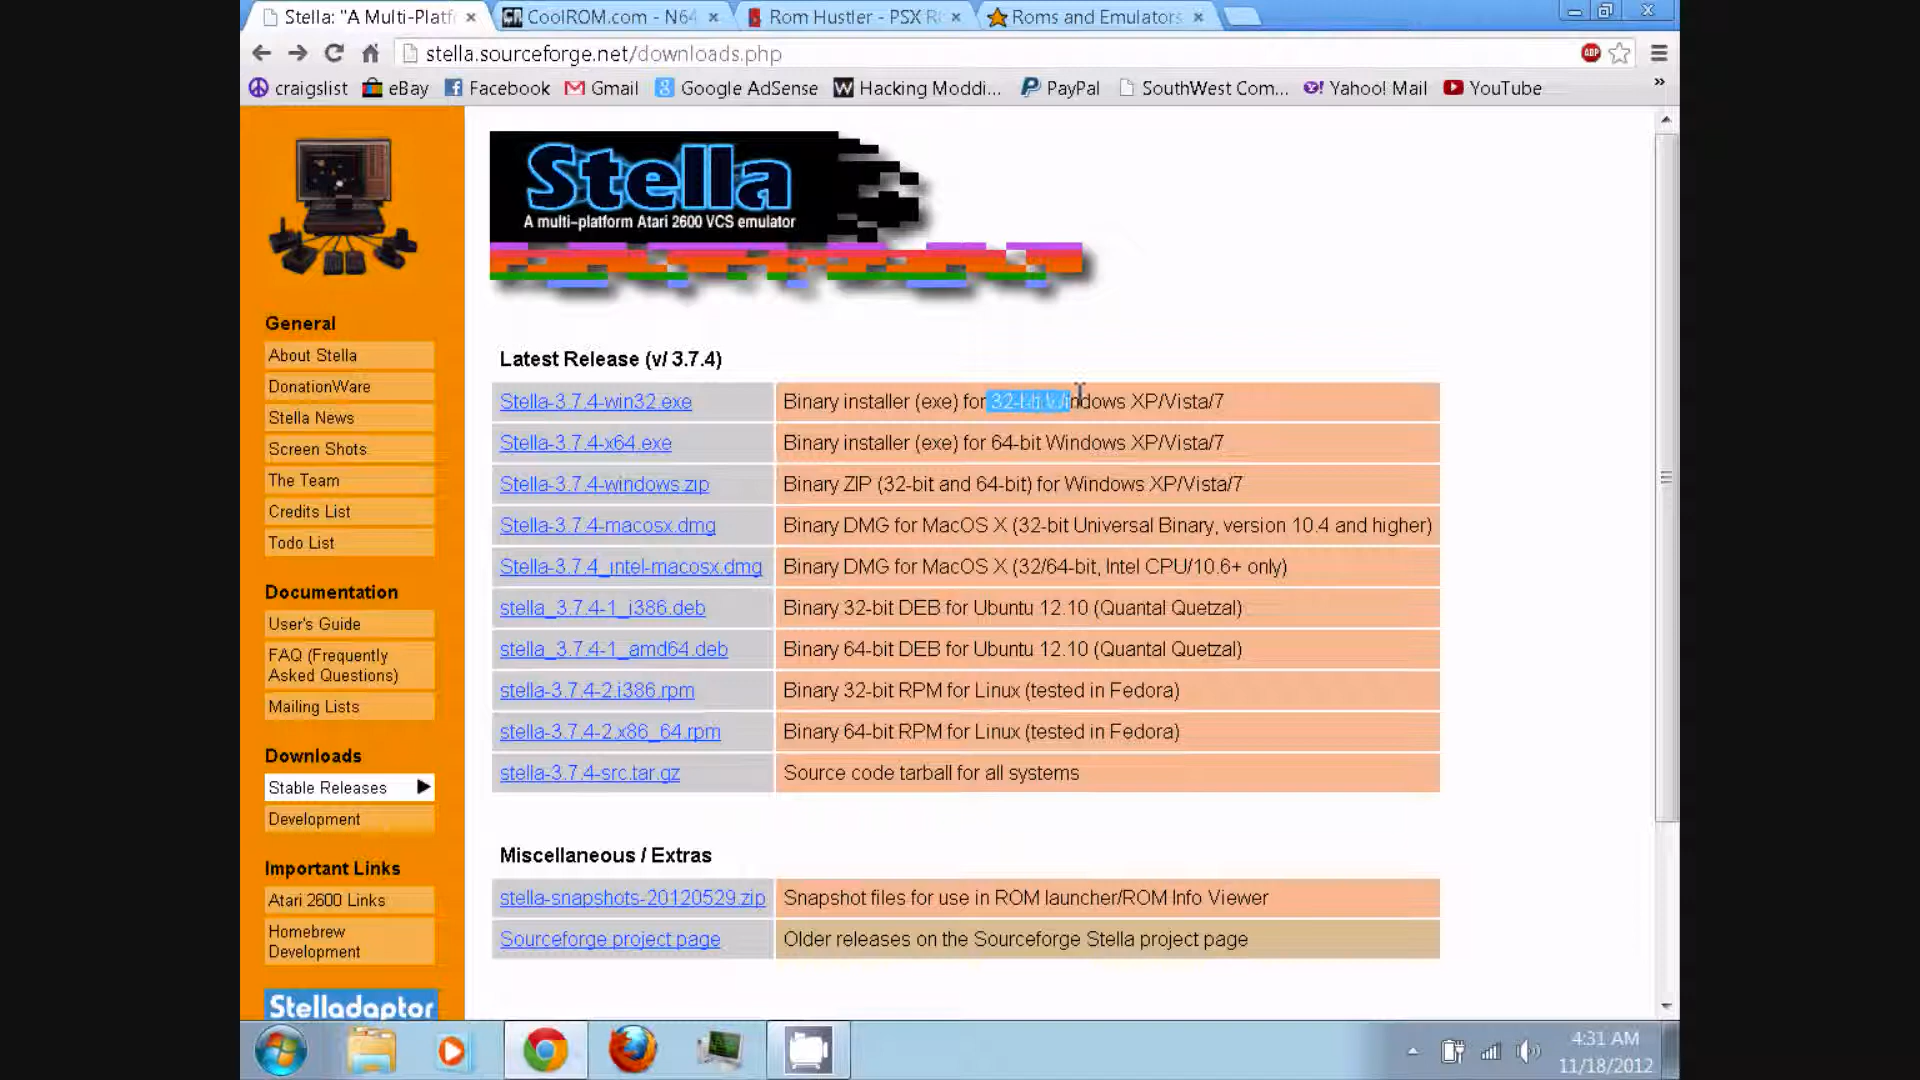 Stella: "A Multi-Platf
CoolROM.com - N64
Rom Hustler - PSX R
Roms and Emulators
stella.sourceforge.net/downloads.php
ABP
craigslist
eBay
Facebook
Gmail
Google AdSense
Hacking Moddi...
PayPal
SouthWest Com...
Yahoo! Mail
YouTube
»
Stella
A multi-platform Atari 2600 VCS emulator
General
About Stella
DonationWare
Stella News
Screen Shots
The Team
Credits List
Todo List
Documentation
User's Guide
FAQ (Frequently
Asked Questions)
Mailing Lists
Downloads
Stable Releases
Development
Important Links
Atari 2600 Links
Homebrew
Development
Stelladaptor
Latest Release (v/ 3.7.4)
Stella-3.7.4-win32.exe Binary installer (exe) for 32-bit Windows XP/Vista/7
Stella-3.7.4-x64.exe Binary installer (exe) for 64-bit Windows XP/Vista/7
Stella-3.7.4-windows.zip Binary ZIP (32-bit and 64-bit) for Windows XP/Vista/7
Stella-3.7.4-macosx.dmg Binary DMG for MacOS X (32-bit Universal Binary, version 10.4 and higher)
Stella-3.7.4_intel-macosx.dmg Binary DMG for MacOS X (32/64-bit, Intel CPU/10.6+ only)
stella_3.7.4-1_i386.deb Binary 32-bit DEB for Ubuntu 12.10 (Quantal Quetzal)
stella_3.7.4-1_amd64.deb Binary 64-bit DEB for Ubuntu 12.10 (Quantal Quetzal)
stella-3.7.4-2.i386.rpm Binary 32-bit RPM for Linux (tested in Fedora)
stella-3.7.4-2.x86_64.rpm Binary 64-bit RPM for Linux (tested in Fedora)
stella-3.7.4-src.tar.gz Source code tarball for all systems
Miscellaneous / Extras
stella-snapshots-20120529.zip Snapshot files for use in ROM launcher/ROM Info Viewer
Sourceforge project page Older releases on the Sourceforge Stella project page
4:31 AM
11/18/2012